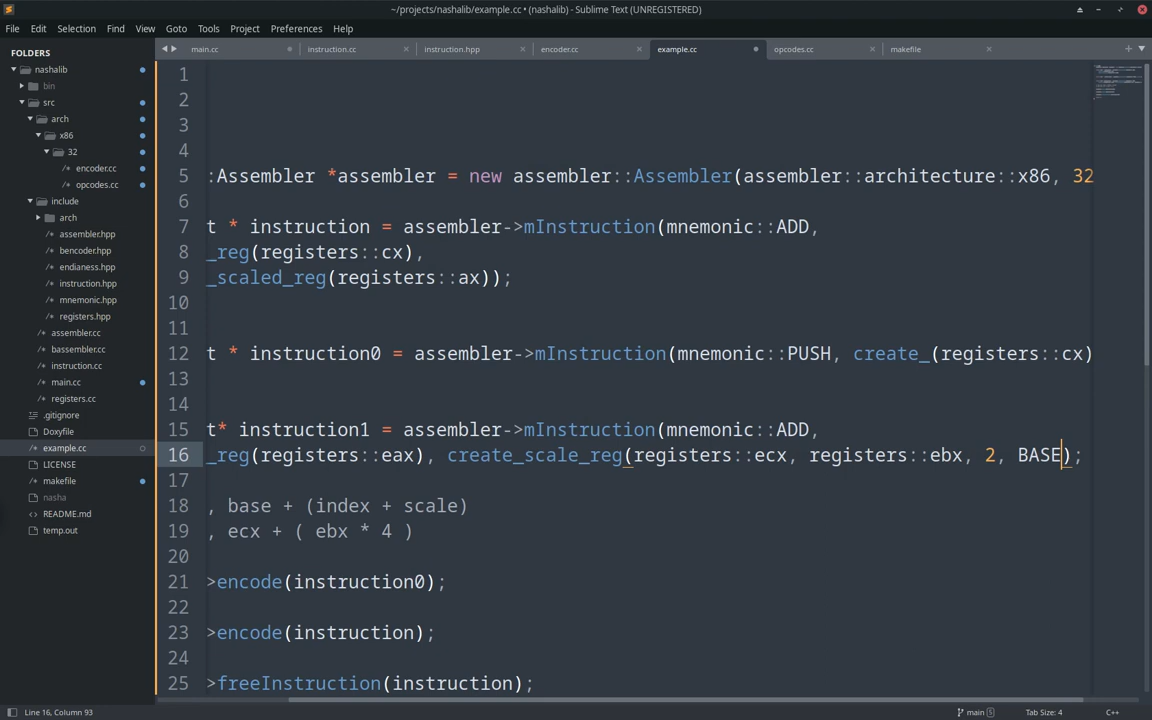 ~/projects/nashalib/example.cc • (nashalib) - Sublime Text (UNREGISTERED)
File Edit Selection Find View Goto Tools Project Preferences Help
FOLDERS
nashalib
bin
src
arch
x86
32
encoder.cc
opcodes.cc
include
arch
assembler.hpp
bencoder.hpp
endianess.hpp
instruction.hpp
mnemonic.hpp
registers.hpp
assembler.cc
bassembler.cc
instruction.cc
main.cc
registers.cc
.gitignore
Doxyfile
example.cc
LICENSE
makefile
nasha
README.md
temp.out
main.cc instruction.cc instruction.hpp encoder.cc example.cc opcodes.cc makefile
1
2
3
4
5 :Assembler *assembler = new assembler::Assembler(assembler::architecture::x86, 32
6
7 t * instruction = assembler->mInstruction(mnemonic::ADD,
8 _reg(registers::cx),
9 _scaled_reg(registers::ax));
10
11
12 t * instruction0 = assembler->mInstruction(mnemonic::PUSH, create_(registers::cx)
13
14
15 t* instruction1 = assembler->mInstruction(mnemonic::ADD,
16 _reg(registers::eax), create_scale_reg(registers::ecx, registers::ebx, 2, BASE);
17
18 , base + (index + scale)
19 , ecx + ( ebx * 4 )
20
21 >encode(instruction0);
22
23 >encode(instruction);
24
25 >freeInstruction(instruction);
Line 16, Column 93 main 5 Tab Size: 4 C++